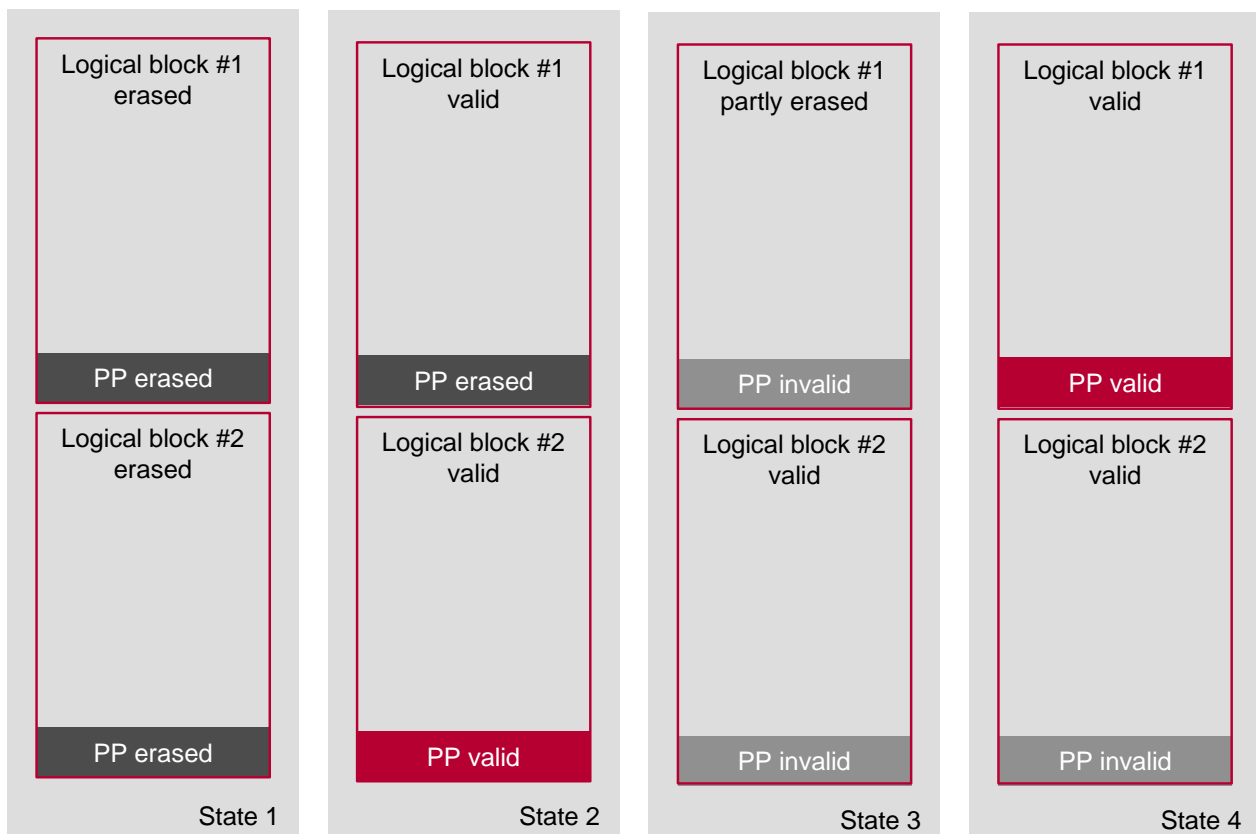 Logical block #1
erased
PP erased
Logical block #2
erased
PP erased
State 1
Logical block #1
valid
PP erased
Logical block #2
valid
PP valid
State 2
Logical block #1
partly erased
PP invalid
Logical block #2
valid
PP invalid
State 3
Logical block #1
valid
PP valid
Logical block #2
valid
PP invalid
State 4